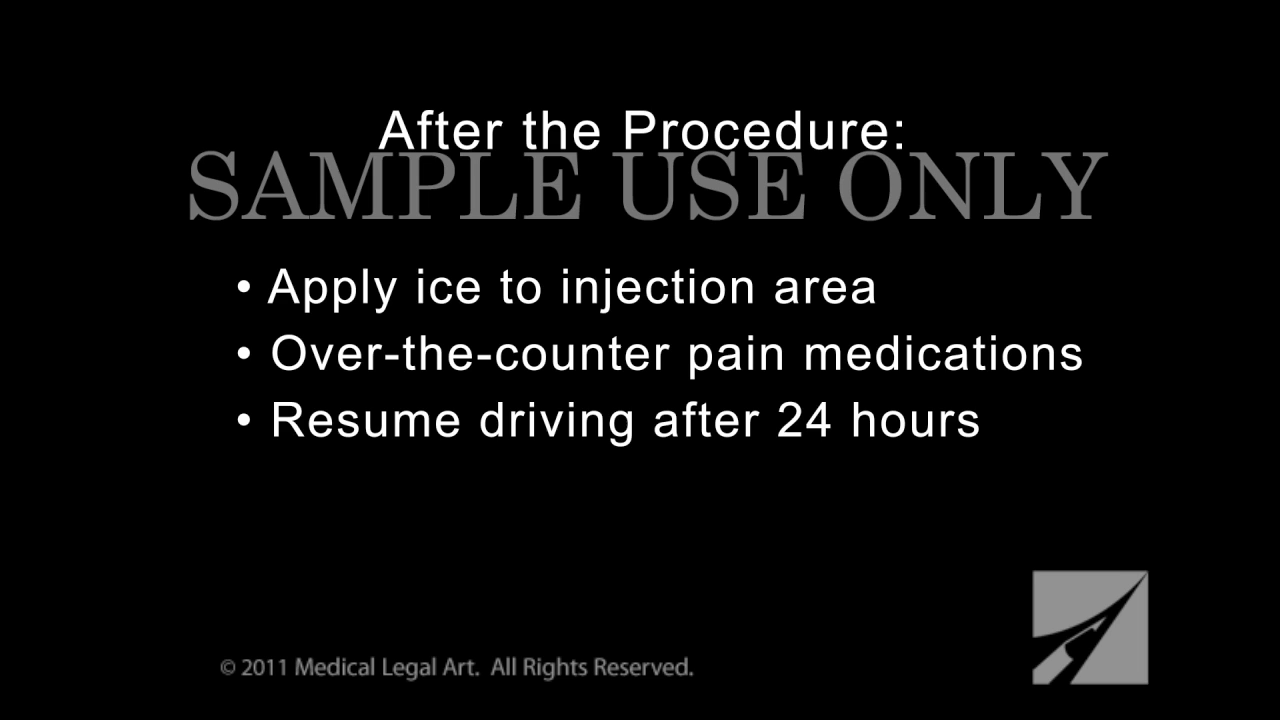 After the Procedure:
SAMPLE USE ONLY
• Apply ice to injection area
• Over-the-counter pain medications
• Resume driving after 24 hours
© 2011 Medical Legal Art. All Rights Reserved.